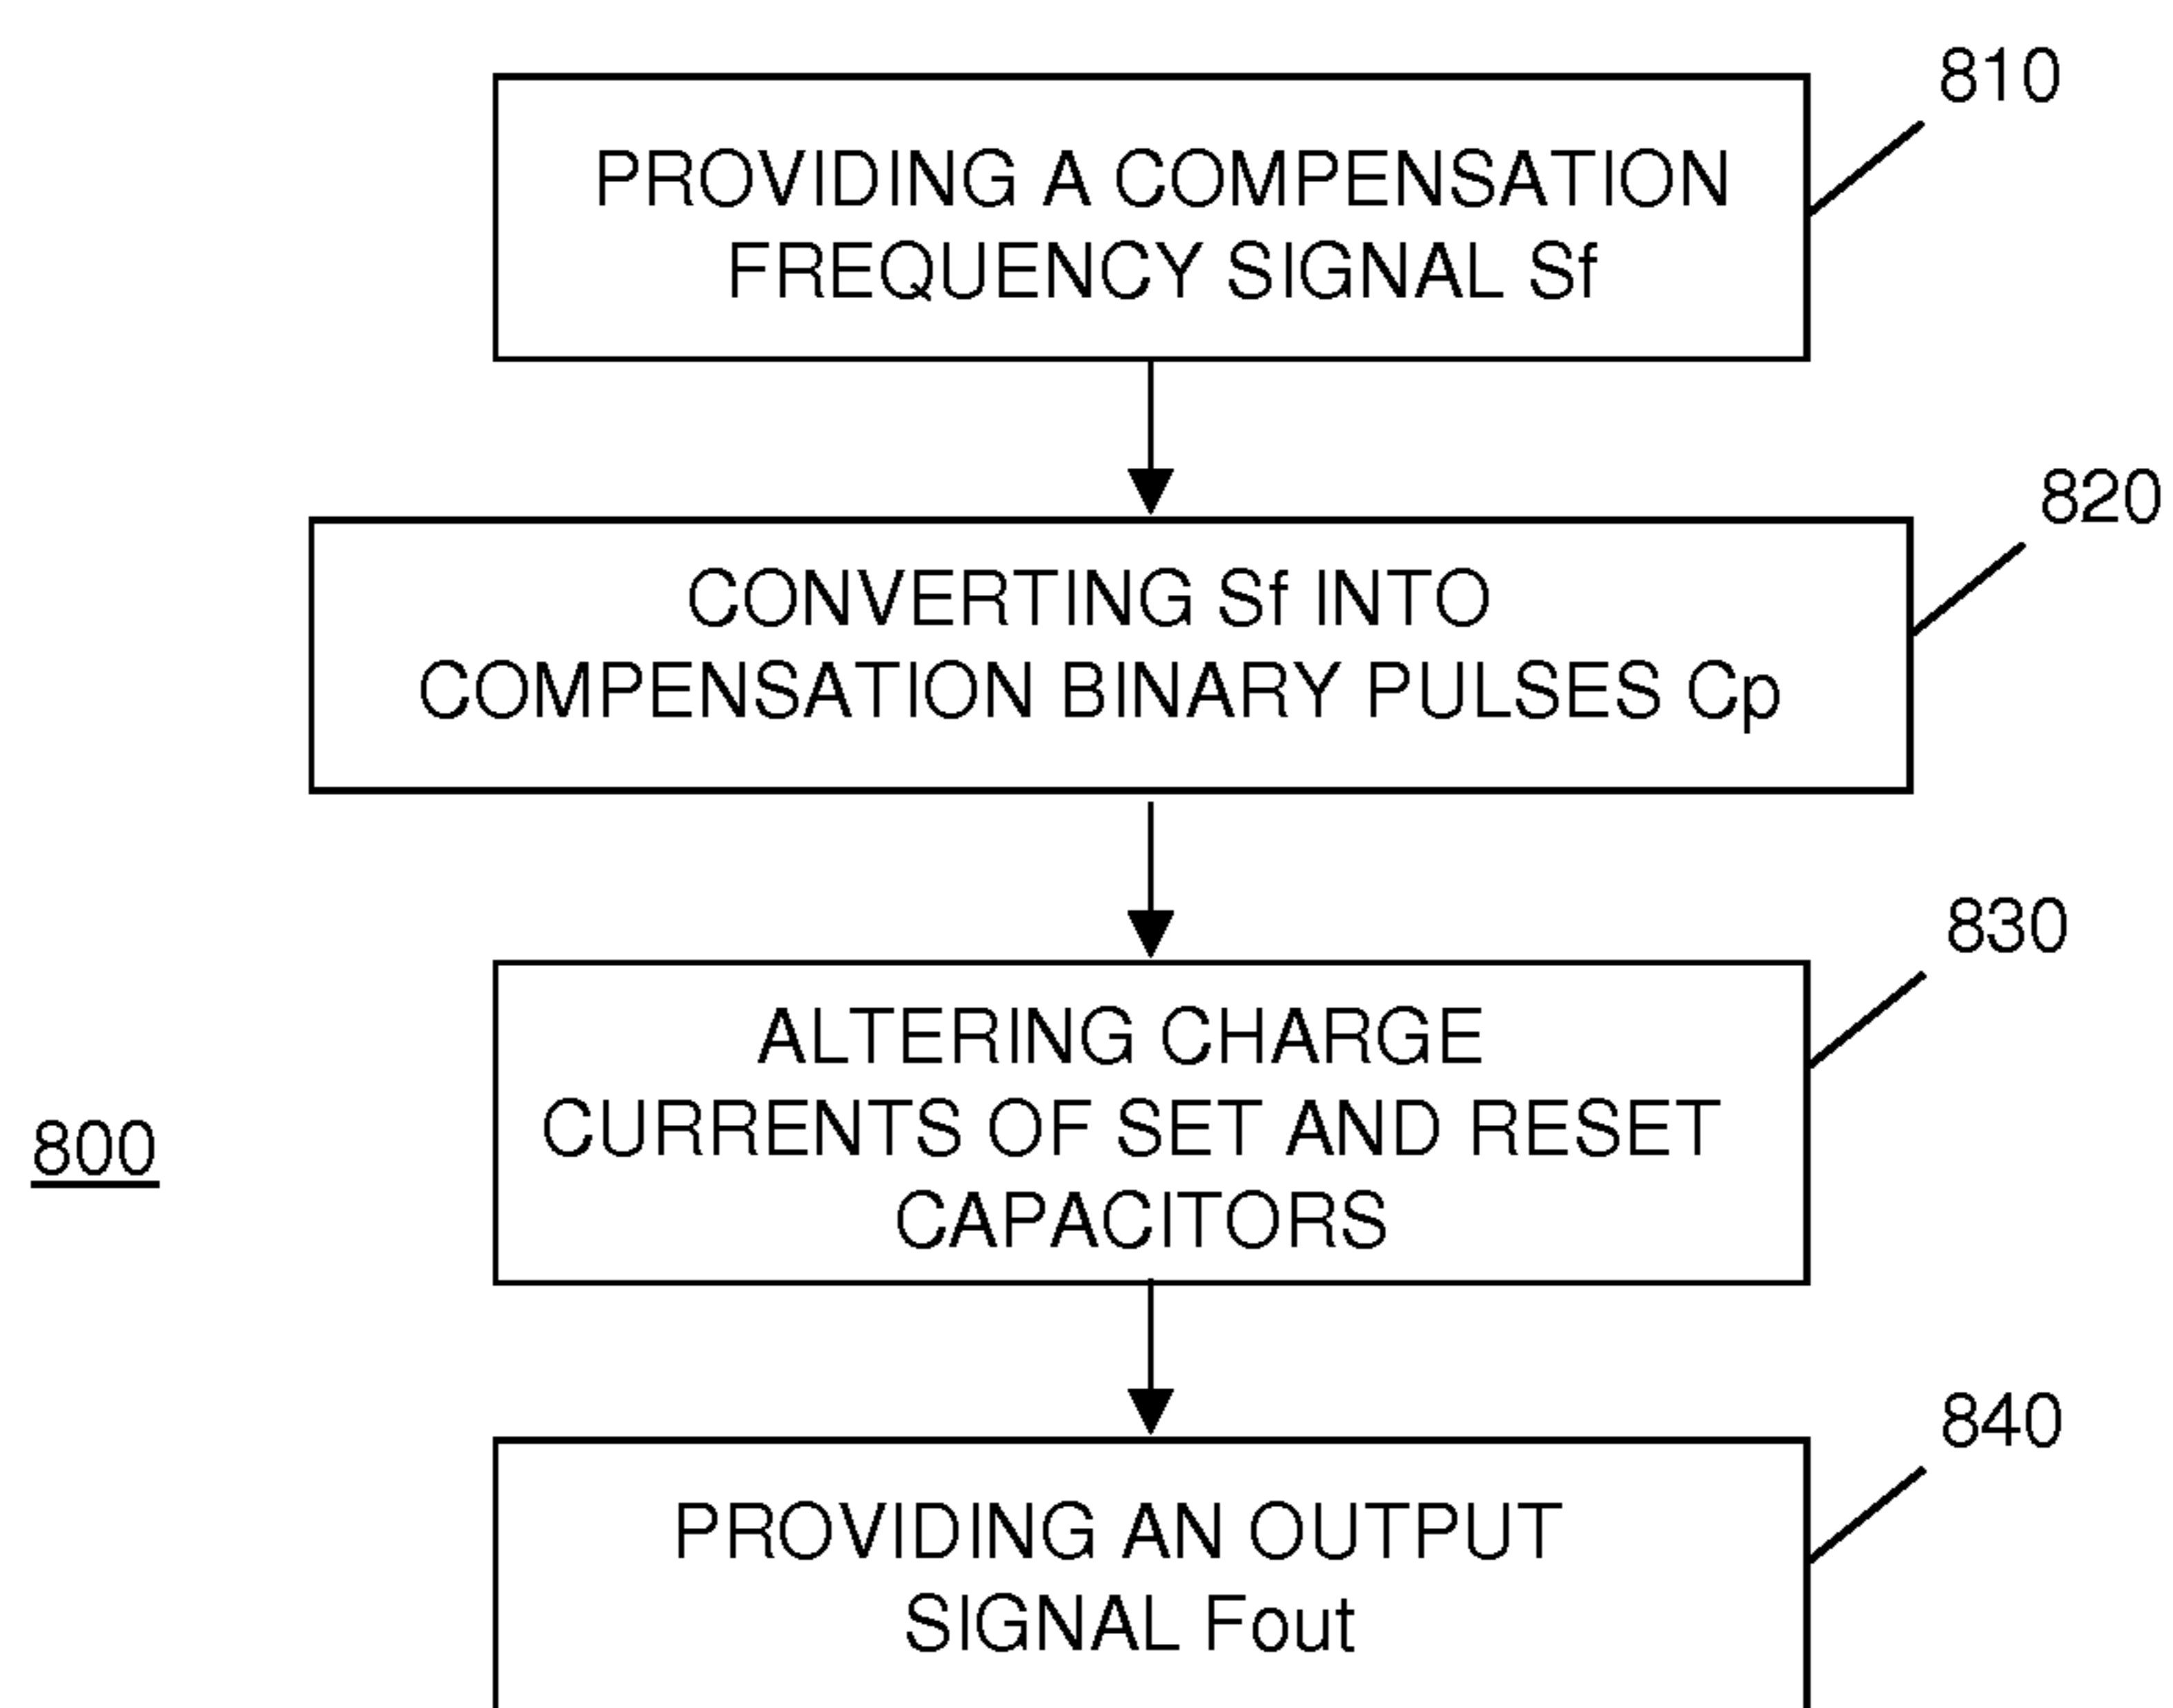 810
PROVIDING A COMPENSATION
FREQUENCY SIGNAL Sf
820
CONVERTING Sf INTO
COMPENSATION BINARY PULSES Cp
830
ALTERING CHARGE
CURRENTS OF SET AND RESET
CAPACITORS
800
840
PROVIDING AN OUTPUT
SIGNAL Fout